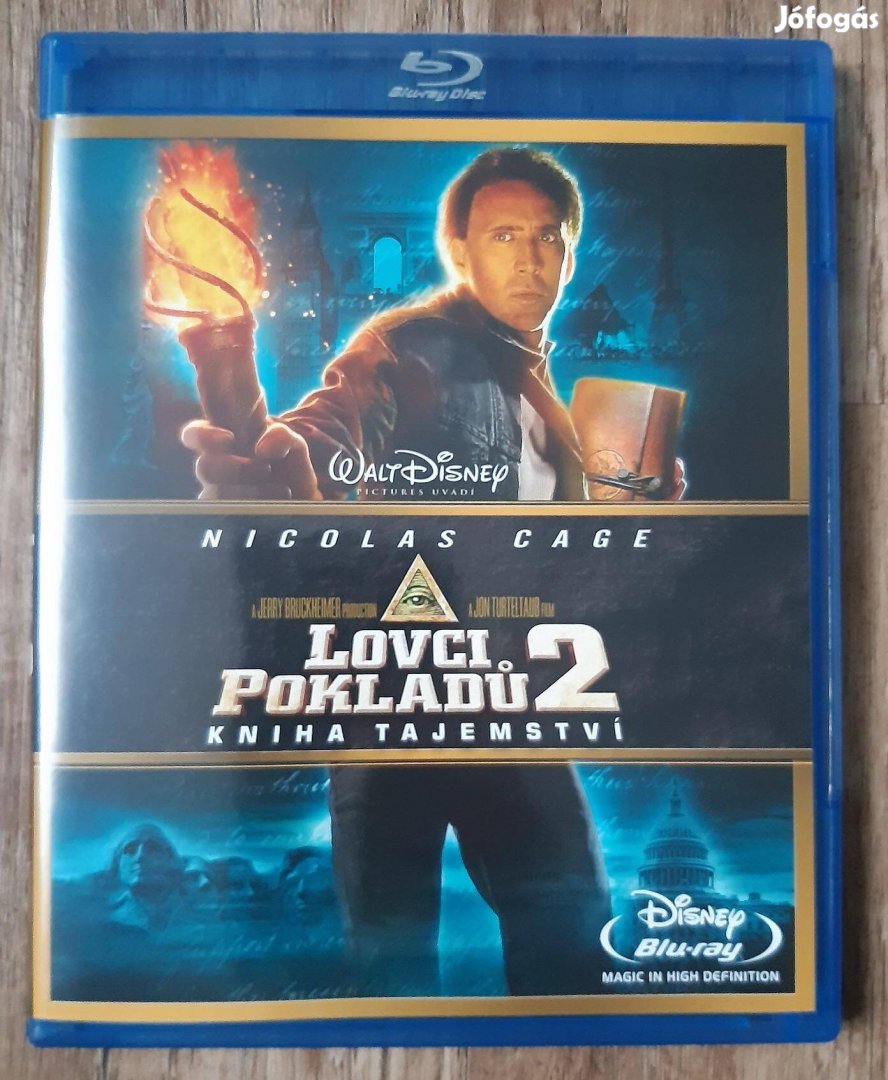 Jófogás
Blu-ray Disc
WALT DISNEY
PICTURES UVÁDÍ
NICOLAS CAGE
A JERRY BRUCKHEIMER PRODUCTION
A JON TURTELTAUB FILM
LOVCI
POKLADŮ 2
KNIHA TAJEMSTVÍ
DISNEY
Blu-ray
MAGIC IN HIGH DEFINITION